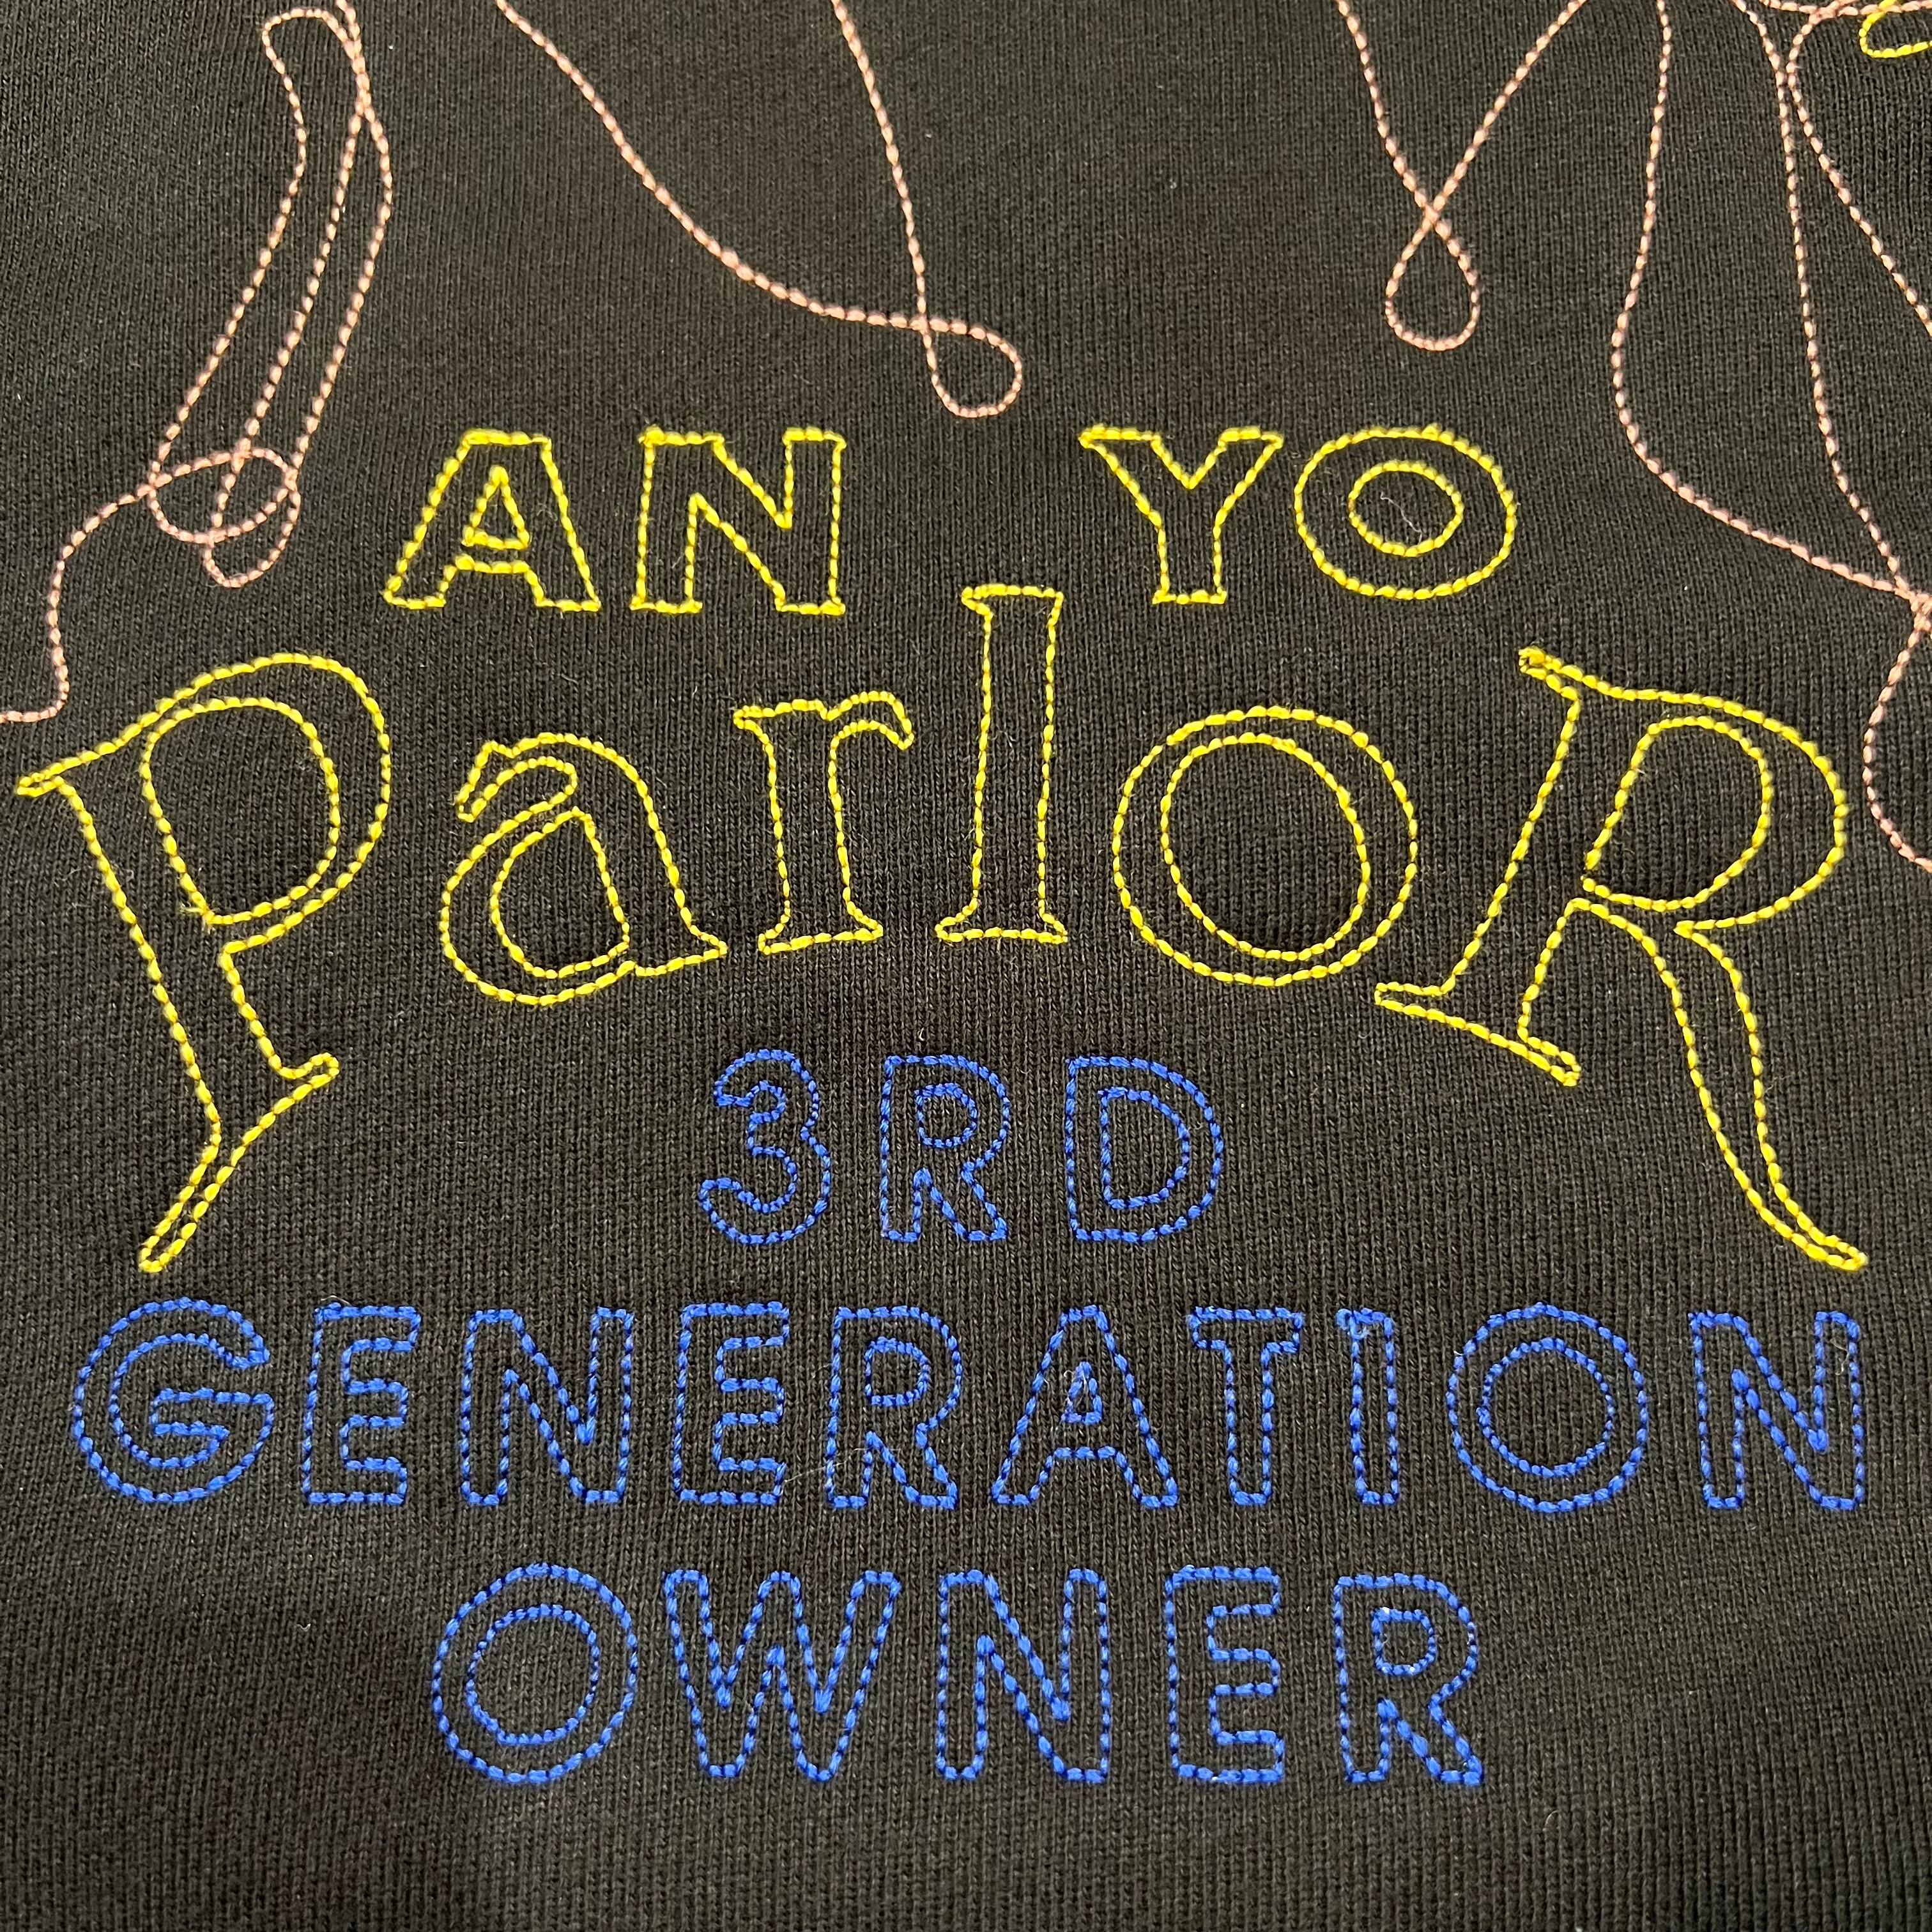 AN YO
ParloR
3RD
GENERATION
OWNER